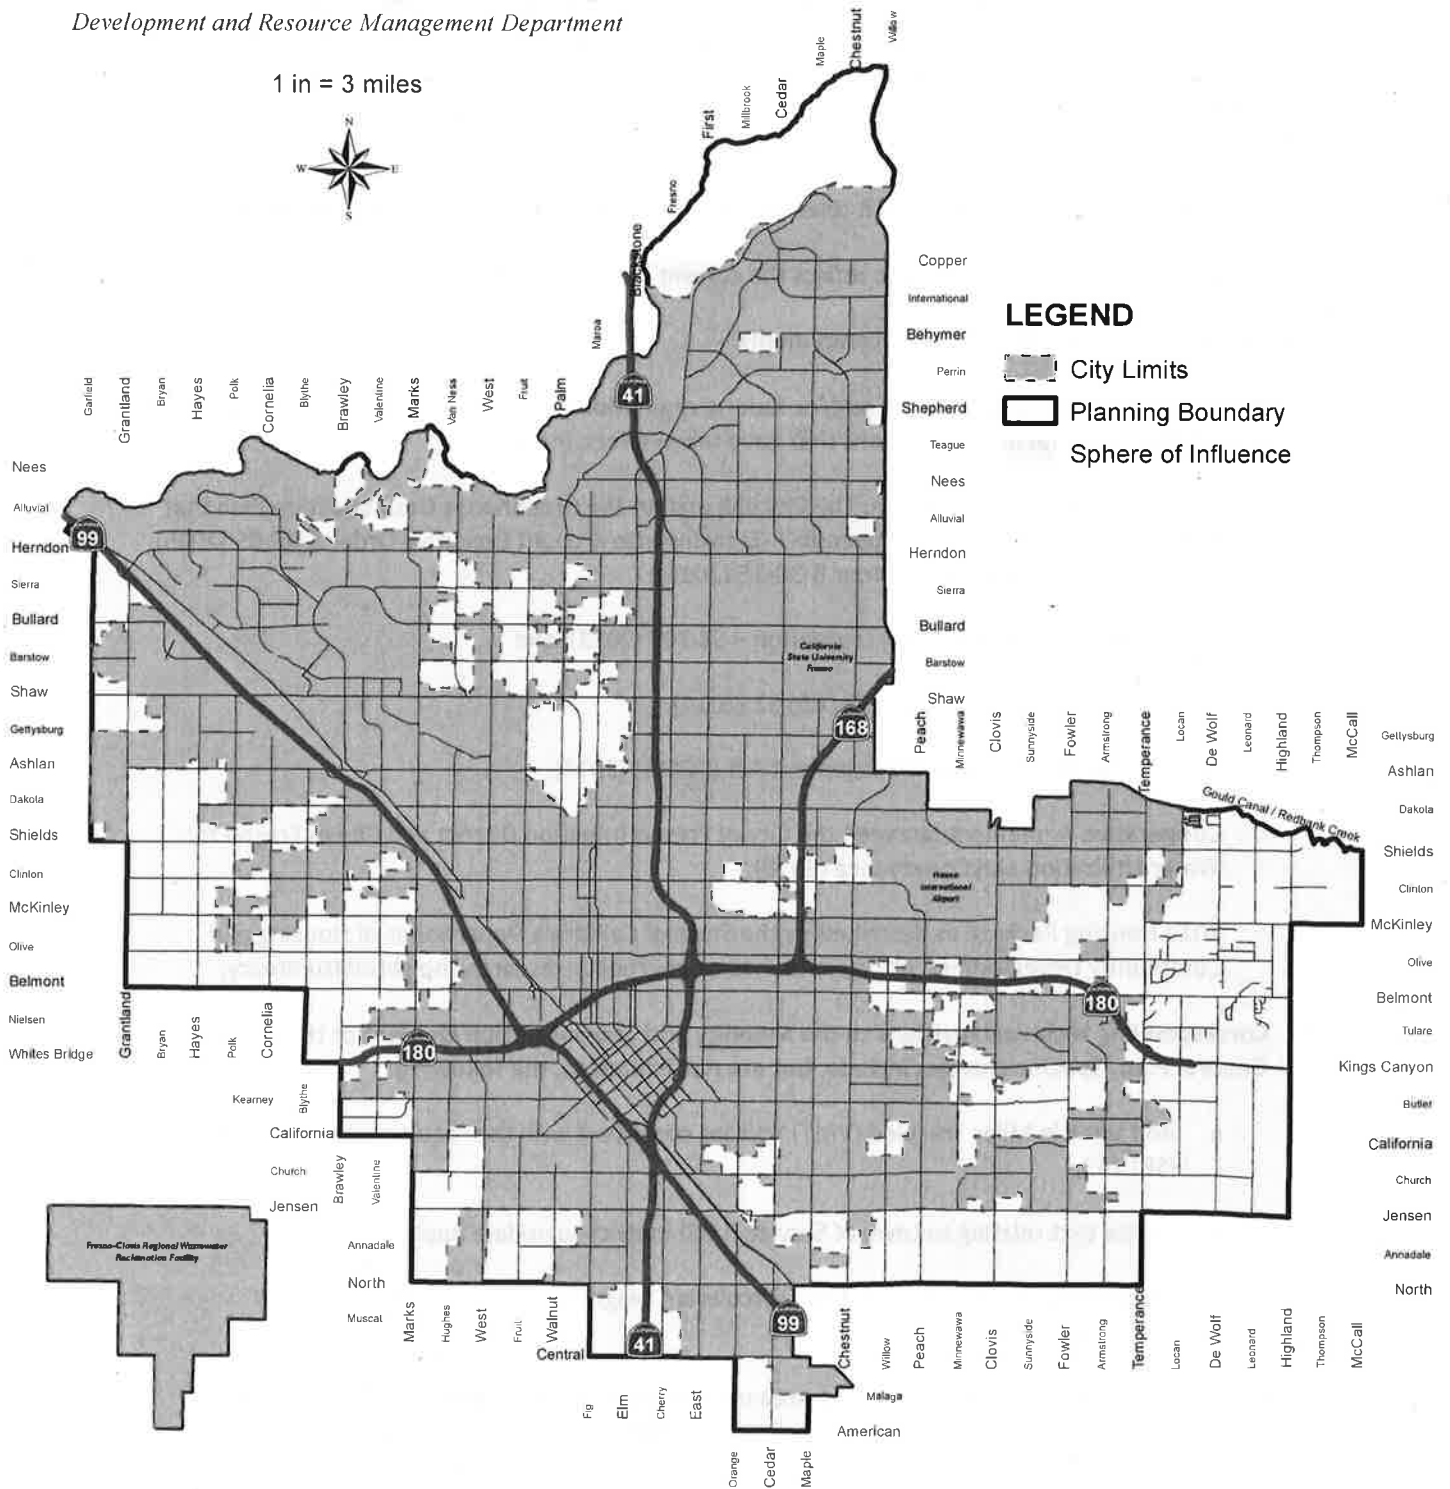 Development and Resource Management Department
1 in = 3 miles
N
W E
S
Blackstone
Fresno
First
Millbrook
Cedar
Maple
Chestnut
Willow
Garfield
Grantland
Bryan
Hayes
Polk
Cornelia
Blythe
Brawley
Valentine
Marks
Van Ness
West
Fruit
Palm
Maroa
Copper
International
Behymer
Perrin
Shepherd
Teague
Nees
Alluvial
Herndon
Sierra
Bullard
Barstow
Shaw
LEGEND
City Limits
Planning Boundary
Sphere of Influence
Nees
Alluvial
Herndon
Sierra
Bullard
Barstow
Shaw
Gettysburg
Ashlan
Dakota
Shields
Clinton
McKinley
Olive
Belmont
Nielsen
Whites Bridge
41
99
168
180
180
41
99
California
State University
Fresno
Peach
Minnewawa
Clovis
Sunnyside
Fowler
Armstrong
Temperance
Locan
De Wolf
Leonard
Highland
Thompson
McCall
Gould Canal / Redbank Creek
International
Airport
Gettysburg
Ashlan
Dakota
Shields
Clinton
McKinley
Olive
Belmont
Tulare
Kings Canyon
Butler
California
Church
Jensen
Annadale
North
Grantland
Bryan
Hayes
Polk
Cornelia
Kearney
Blythe
California
Church
Brawley
Valentine
Jensen
Annadale
North
Muscat
Fresno-Clovis Regional Wastewater
Reclamation Facility
Marks
Hughes
West
Fruit
Walnut
Central
Fig
Elm
Cherry
East
Orange
Cedar
Maple
American
Malaga
Chestnut
Willow
Peach
Minnewawa
Clovis
Sunnyside
Fowler
Armstrong
Temperance
Locan
De Wolf
Leonard
Highland
Thompson
McCall